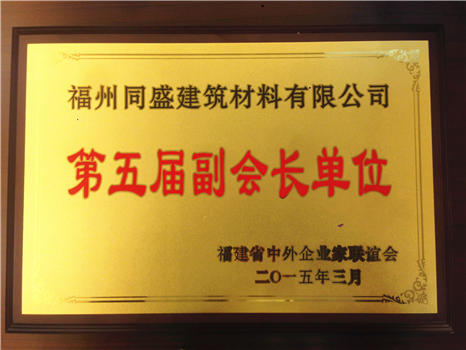 福州同盛建筑材料有限公司
第五届副会长单位
福建省中外企业家联谊会
二〇一五年三月